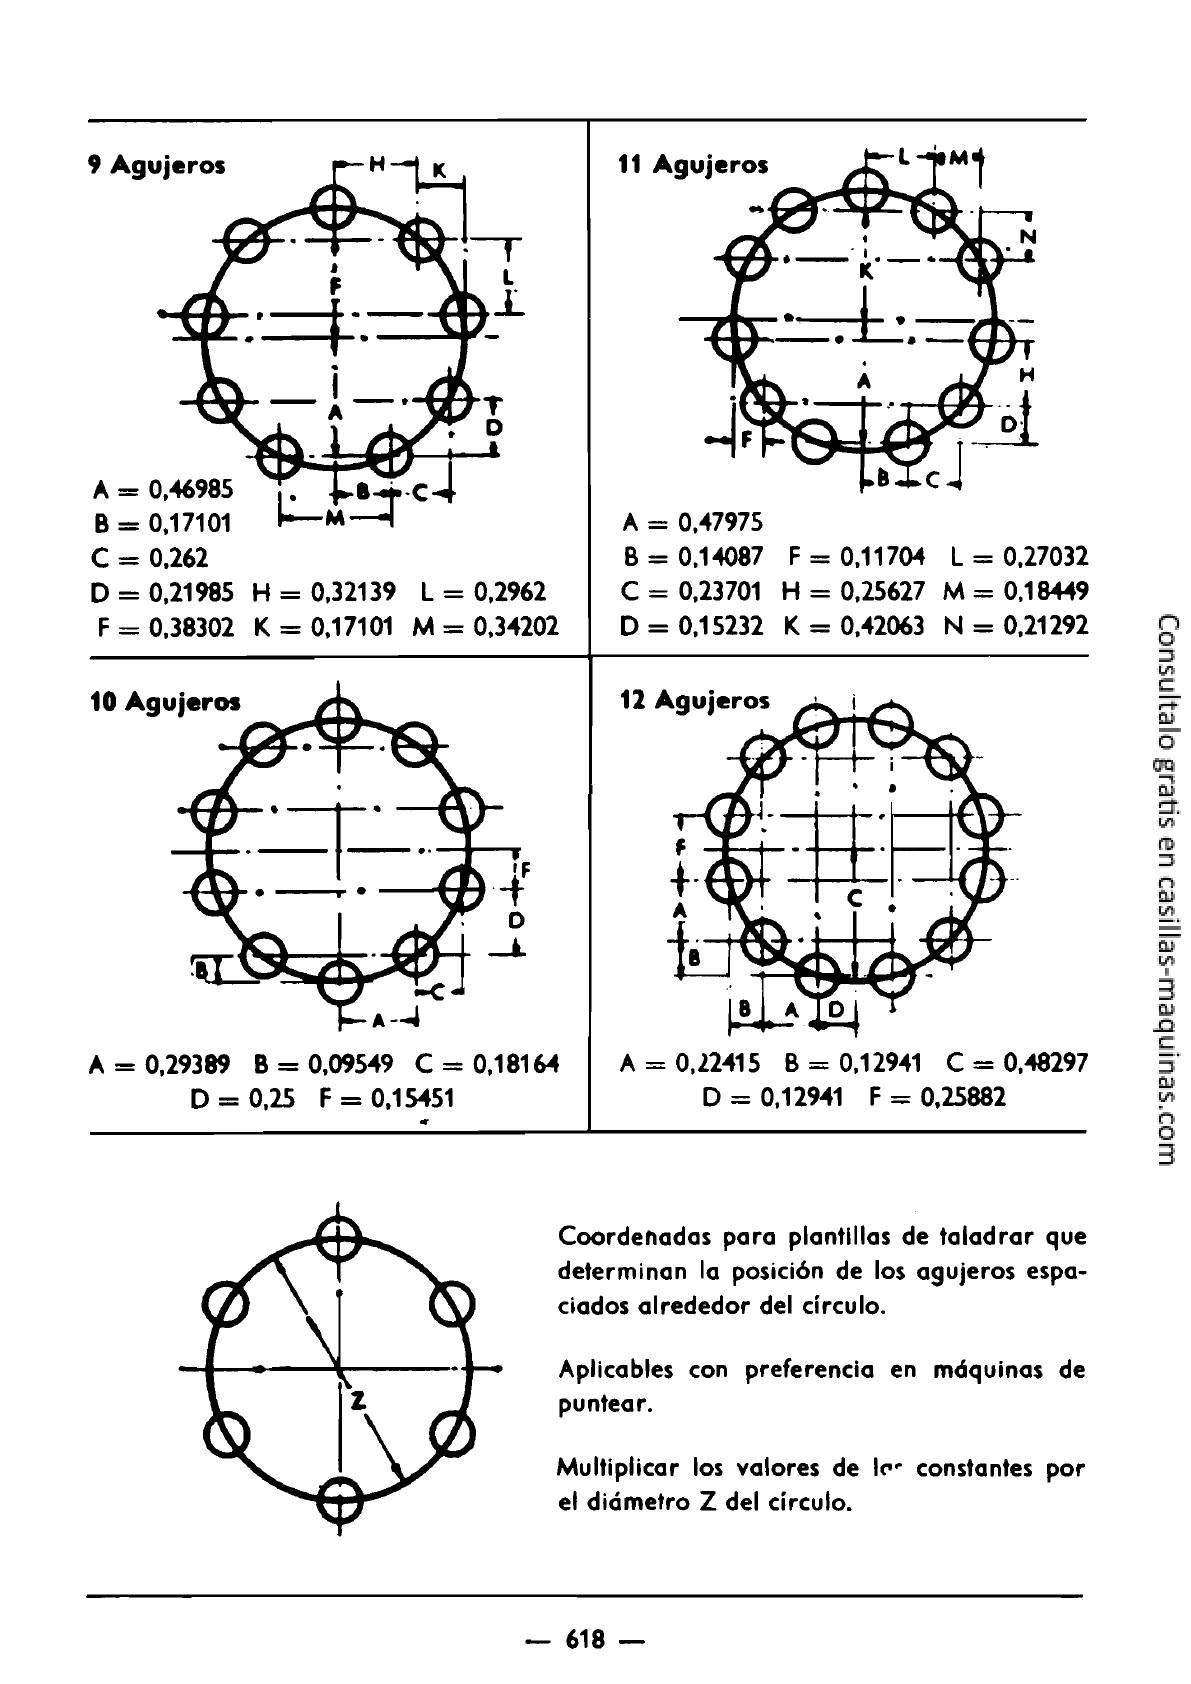 9 Agujeros
H
K
L
F
A
D
B
C
M
A = 0,46985
B = 0,17101
C = 0,262
D = 0,21985 H = 0,32139 L = 0,2962
F = 0,38302 K = 0,17101 M = 0,34202
11 Agujeros
L
M
N
K
H
A
D
F
B
C
A = 0,47975
B = 0,14087 F = 0,11704 L = 0,27032
C = 0,23701 H = 0,25627 M = 0,18449
D = 0,15232 K = 0,42063 N = 0,21292
10 Agujeros
F
D
B
C
A
A = 0,29389 B = 0,09549 C = 0,18164
D = 0,25 F = 0,15451
12 Agujeros
F
C
A
B
B A D
A = 0,22415 B = 0,12941 C = 0,48297
D = 0,12941 F = 0,25882
Z
Coordenadas para plantillas de taladrar que
determinan la posición de los agujeros espa-
ciados alrededor del círculo.
Aplicables con preferencia en máquinas de
puntear.
Multiplicar los valores de constantes por
el diámetro Z del círculo.
— 618 —
Consultalo gratis en casillas-maquinas.com